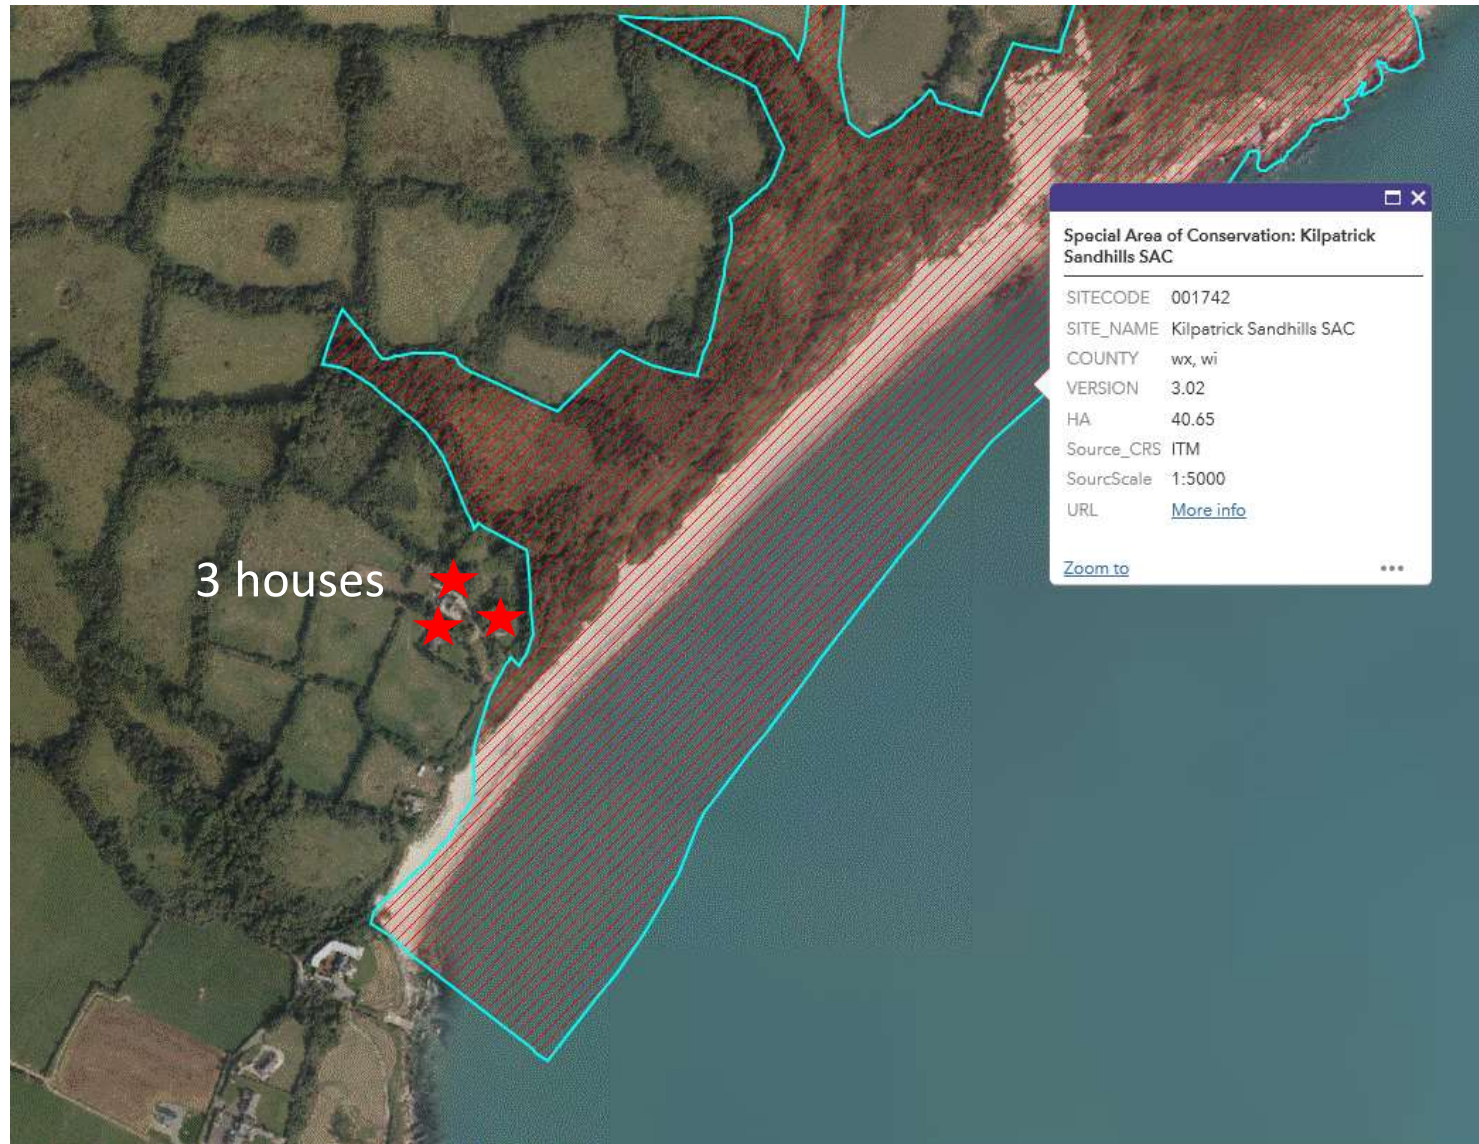 Special Area of Conservation: Kilpatrick
Sandhills SAC
SITECODE 001742
SITE_NAME Kilpatrick Sandhills SAC
COUNTY wx, wi
VERSION 3.02
HA 40.65
Source_CRS ITM
SourcScale 1:5000
URL More info
Zoom to
3 houses